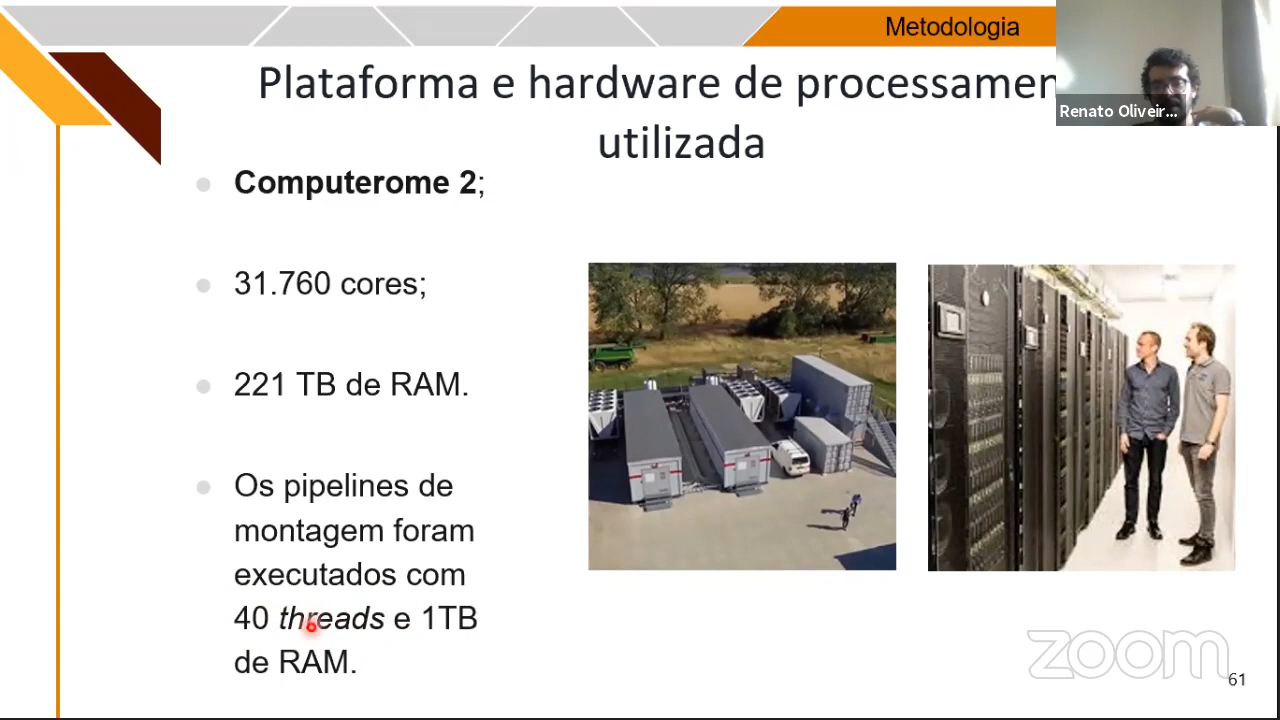 Metodologia
Plataforma e hardware de processamen
utilizada
Renato Oliveir...
Computerome 2;
31.760 cores;
221 TB de RAM.
Os pipelines de
montagem foram
executados com
40 threads e 1TB
de RAM.
zoom
61